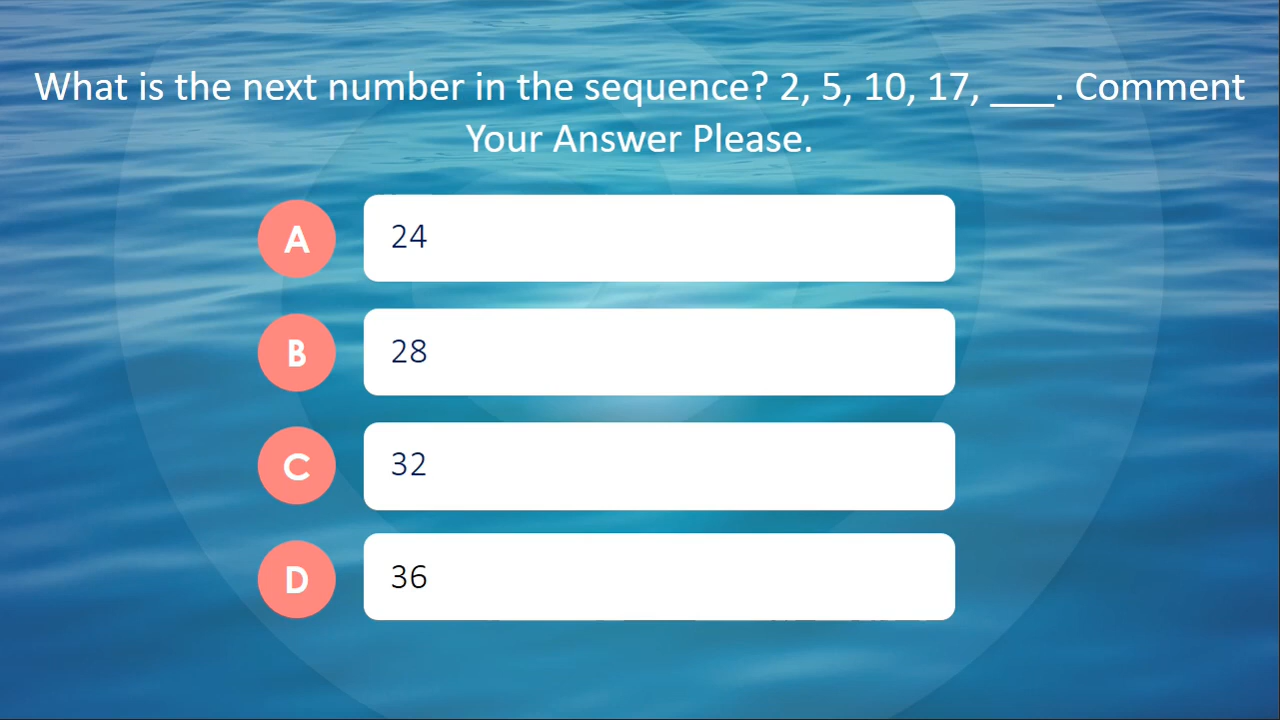 What is the next number in the sequence? 2, 5, 10, 17, ___. Comment
Your Answer Please.
A
24
B
28
C
32
D
36